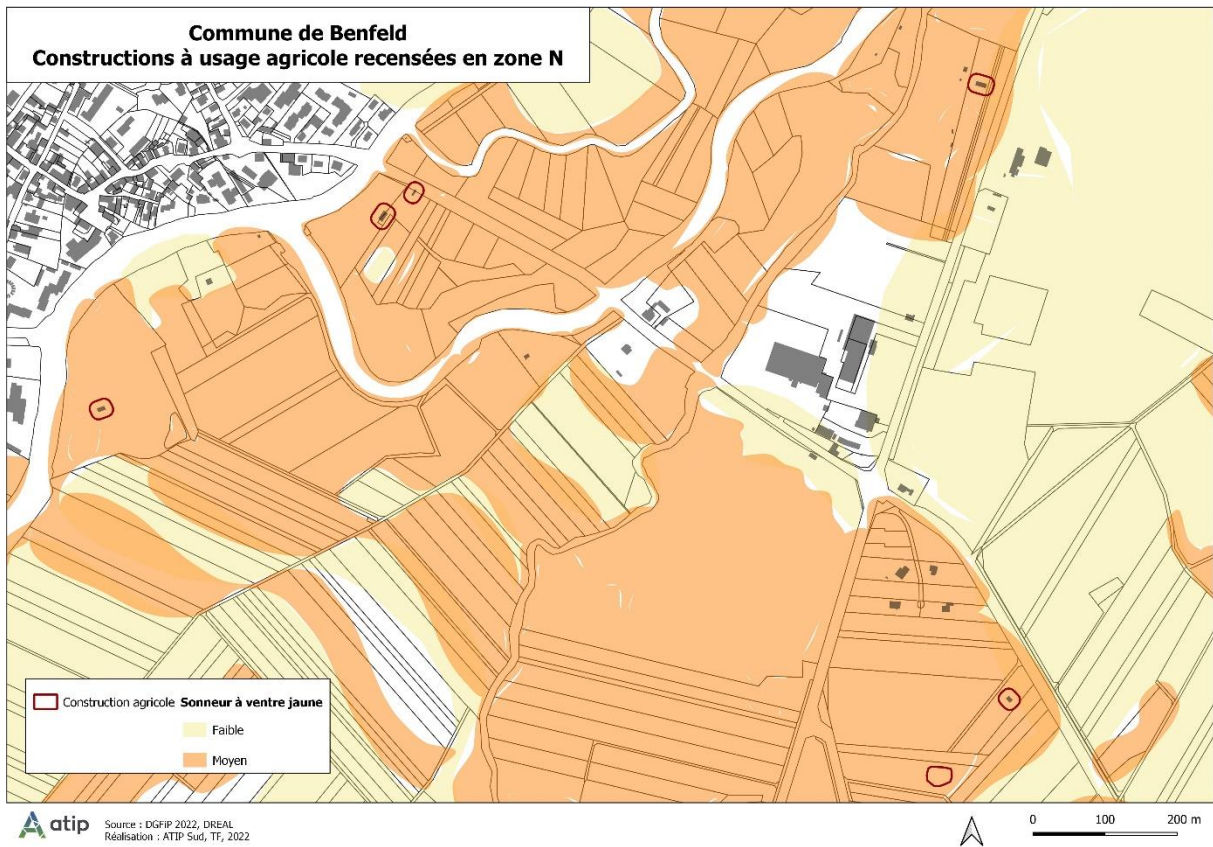 Commune de Benfeld
Constructions à usage agricole recensées en zone N
Construction agricole Sonneur à ventre jaune
Faible
Moyen
atip
Source : DGFiP 2022, DREAL
Réalisation : ATIP Sud, TF, 2022
0 100 200 m